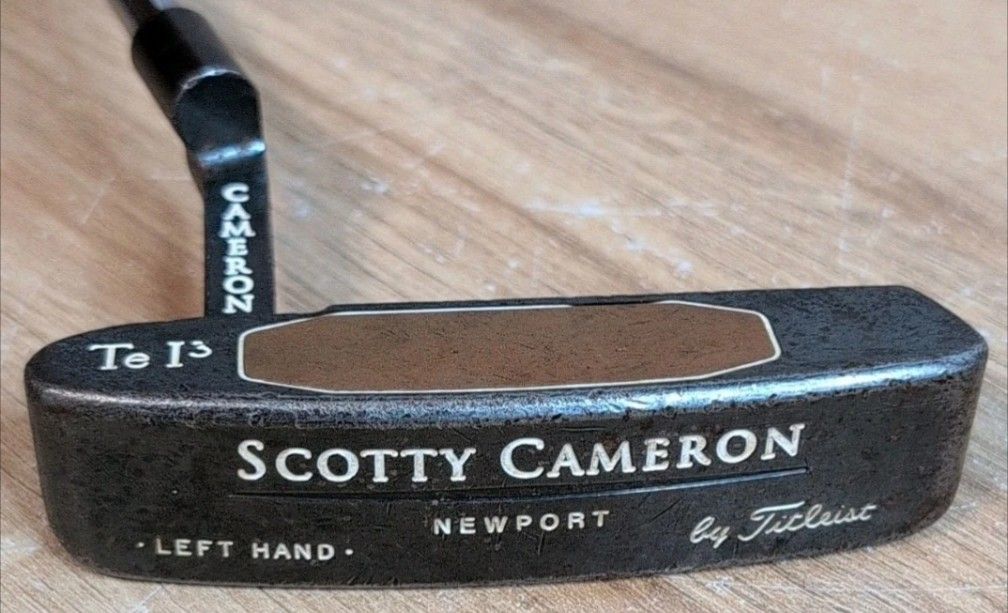 CAMERON
Te I³
SCOTTY CAMERON
NEWPORT
by Titleist
· LEFT HAND ·